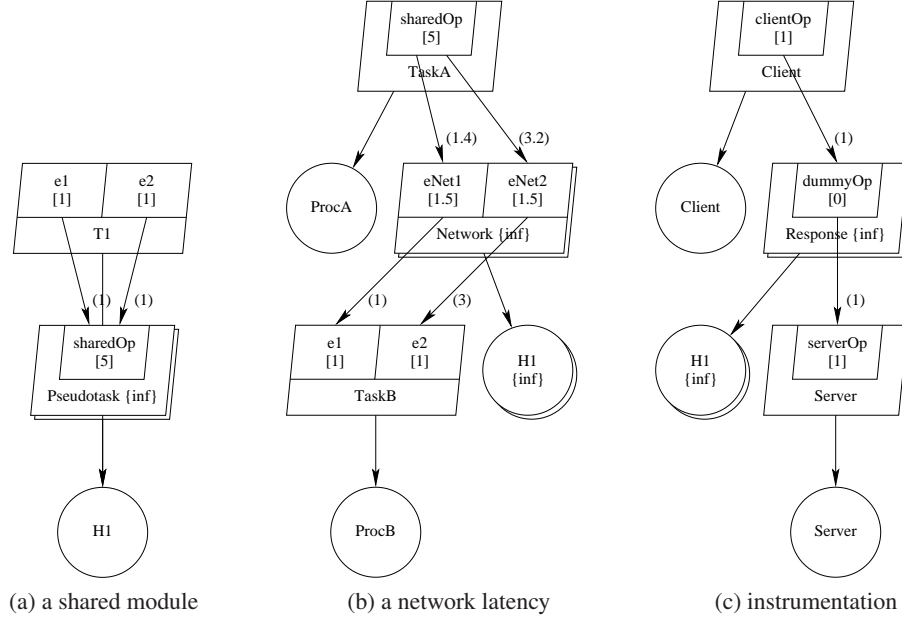 e1
[1]
e2
[1]
T1
(1)
(1)
sharedOp
[5]
Pseudotask {inf}
H1
(a) a shared module
sharedOp
[5]
TaskA
(1.4)
(3.2)
ProcA
eNet1
[1.5]
eNet2
[1.5]
Network {inf}
(1)
(3)
e1
[1]
e2
[1]
TaskB
H1
{inf}
ProcB
(b) a network latency
clientOp
[1]
Client
(1)
Client
dummyOp
[0]
Response {inf}
(1)
H1
{inf}
serverOp
[1]
Server
Server
(c) instrumentation